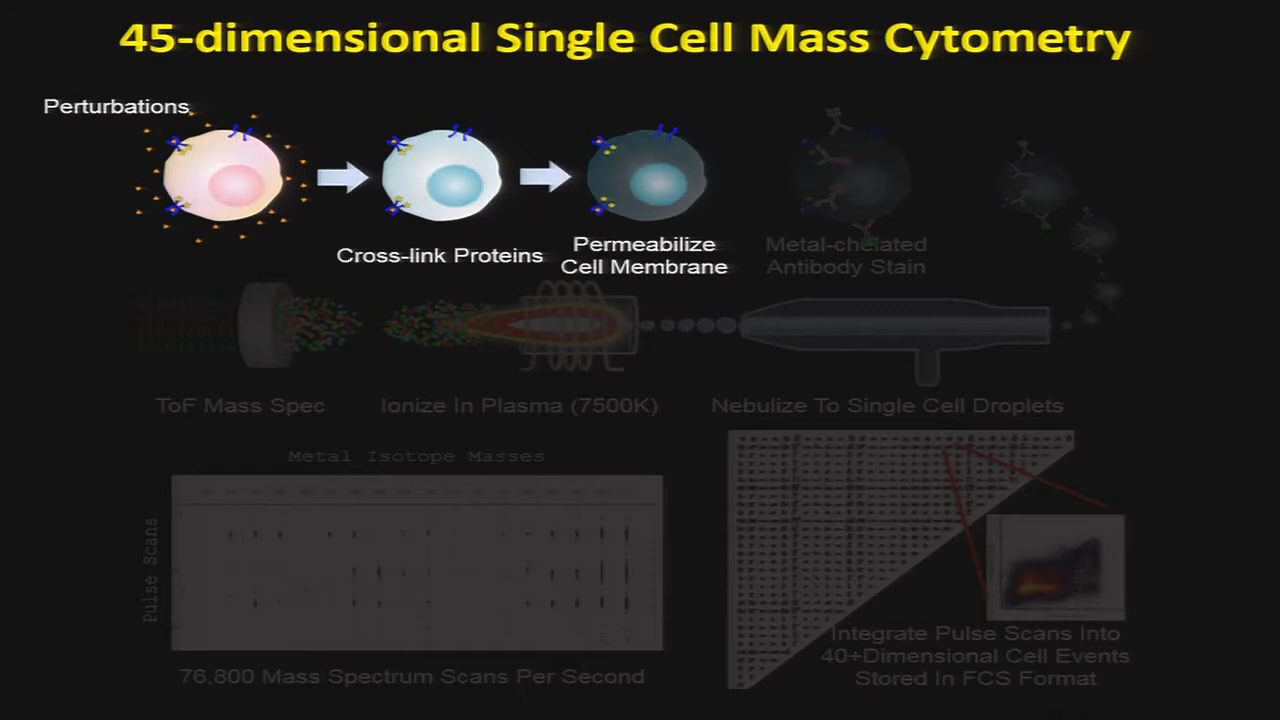 45-dimensional Single Cell Mass Cytometry
Perturbations
Cross-link Proteins
Permeabilize
Cell Membrane
Metal-chelated
Antibody Stain
ToF Mass Spec
Ionize In Plasma (7500K)
Nebulize To Single Cell Droplets
Metal Isotope Masses
Pulse Scans
76,800 Mass Spectrum Scans Per Second
Integrate Pulse Scans Into
40+Dimensional Cell Events
Stored In FCS Format